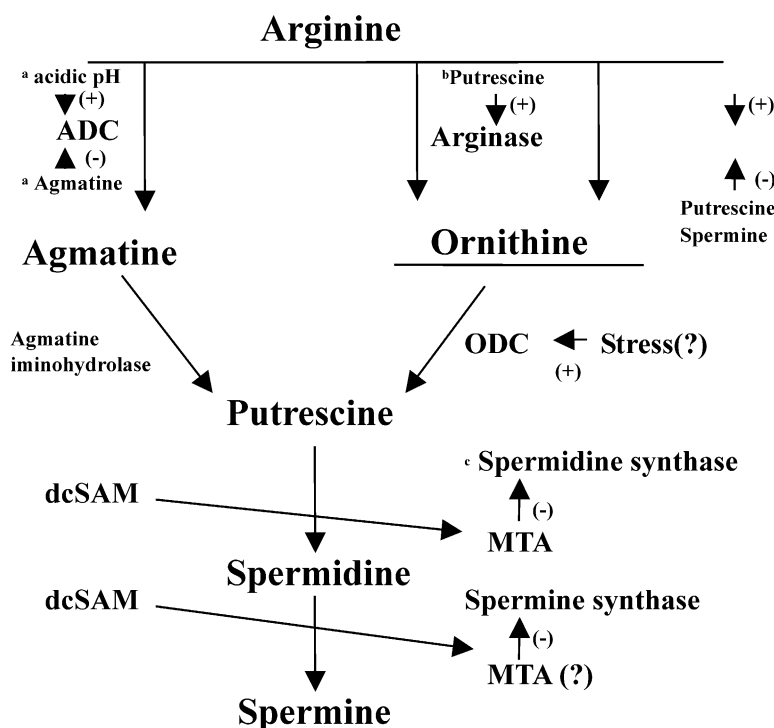 Arginine
ᵃ acidic pH
(+)
ADC
(-)
ᵃ Agmatine
ᵇPutrescine
(+)
Arginase
(+)
(-)
Putrescine
Spermine
Agmatine
Ornithine
Agmatine
iminohydrolase
ODC
Stress(?)
(+)
Putrescine
ᶜ Spermidine synthase
dcSAM
(-)
MTA
Spermidine
dcSAM
Spermine synthase
(-)
MTA (?)
Spermine